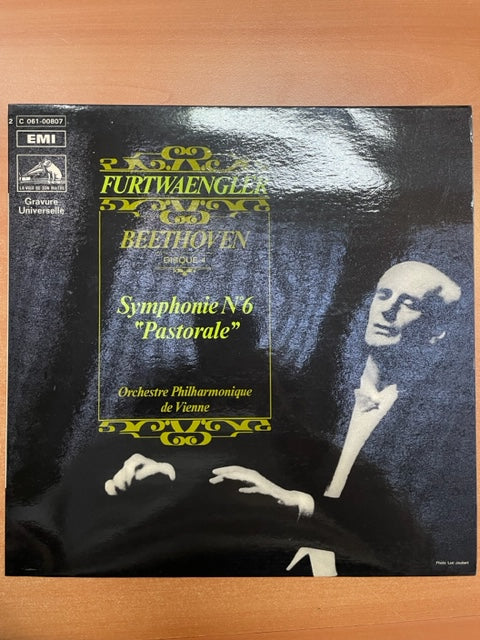 2 C 061-00807
EMI
LA VOIX DE SON MAITRE
Gravure
Universelle
FURTWAENGLER
BEETHOVEN
DISQUE 4
Symphonie N°6
"Pastorale"
Orchestre Philharmonique
de Vienne
Photo Luc Joubert